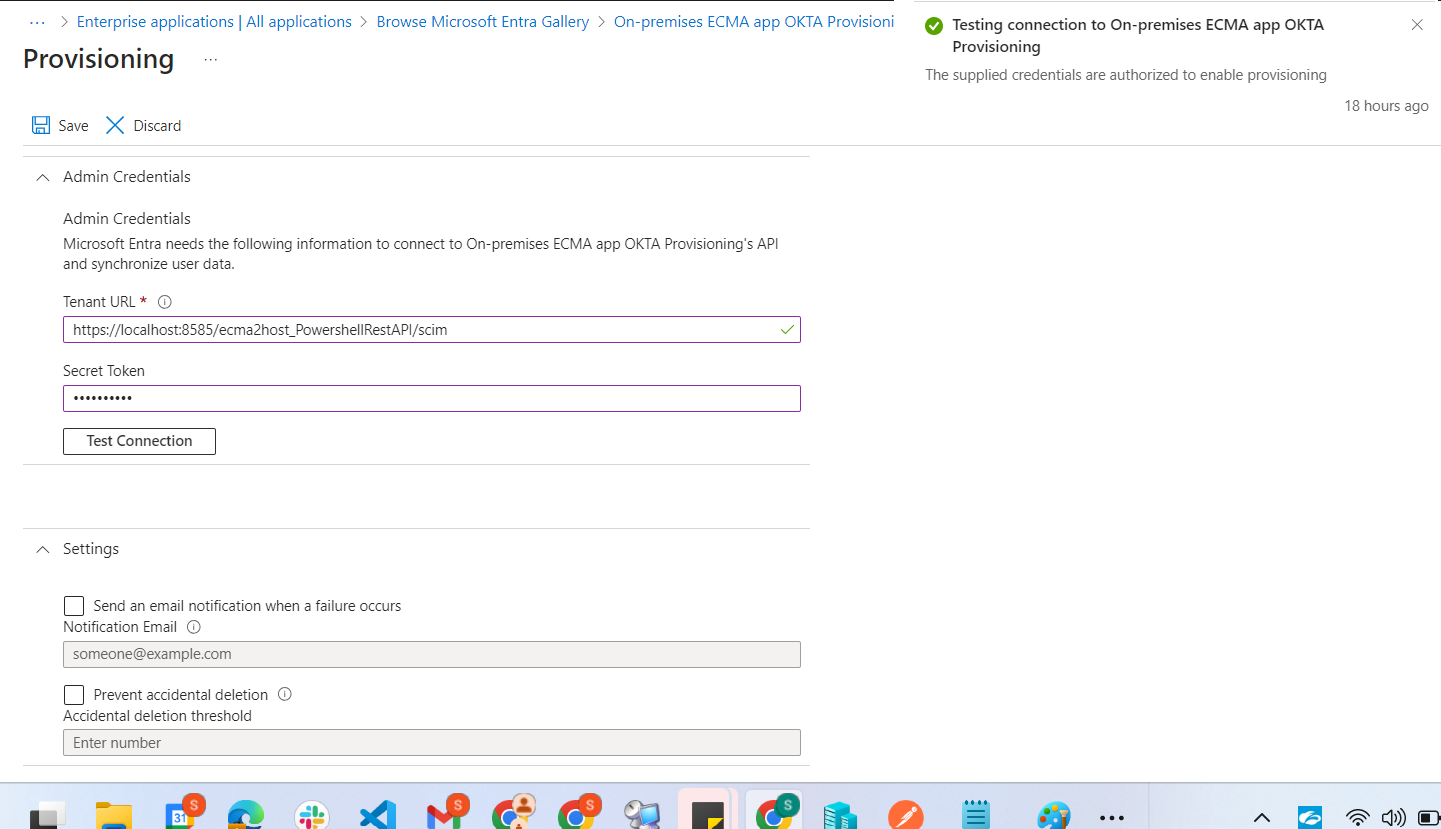 ... > Enterprise applications | All applications > Browse Microsoft Entra Gallery > On-premises ECMA app OKTA Provisioni
Provisioning ...
Testing connection to On-premises ECMA app OKTA
Provisioning
The supplied credentials are authorized to enable provisioning
18 hours ago
Save Discard
Admin Credentials
Admin Credentials
Microsoft Entra needs the following information to connect to On-premises ECMA app OKTA Provisioning's API
and synchronize user data.
Tenant URL *
https://localhost:8585/ecma2host_PowershellRestAPI/scim
Secret Token
••••••••••
Test Connection
Settings
Send an email notification when a failure occurs
Notification Email
someone@example.com
Prevent accidental deletion
Accidental deletion threshold
Enter number
31 S S S S